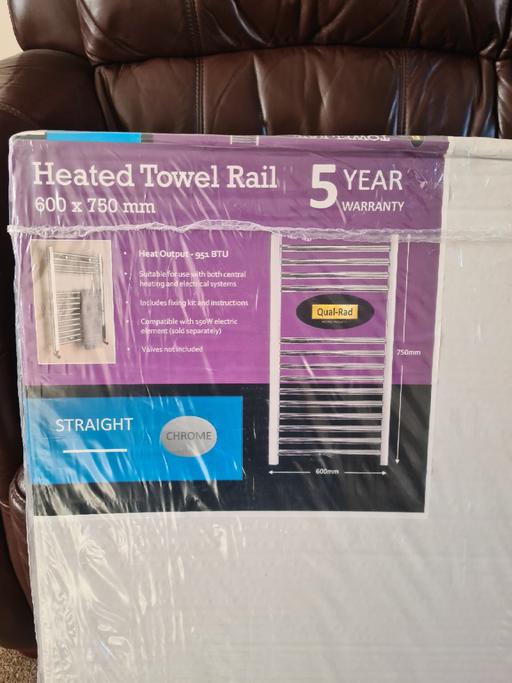 Heated Towel Rail
600 x 750 mm
5 YEAR
WARRANTY
• Heat Output - 951 BTU
• Suitable for use with both central
heating and electrical systems
• Includes fixing kit and instructions
• Compatible with 150W electric
element (sold separately)
• Valves not included
Qual-Rad
750mm
600mm
STRAIGHT
CHROME